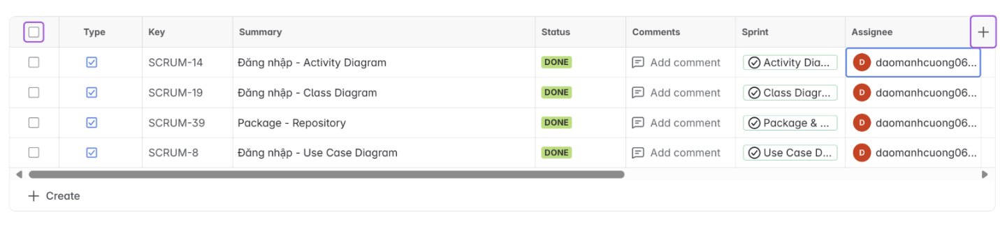 Type Key Summary Status Comments Sprint Assignee
SCRUM-14 Đăng nhập - Activity Diagram DONE Add comment Activity Dia... D daomanhcuong06...
SCRUM-19 Đăng nhập - Class Diagram DONE Add comment Class Diagr... D daomanhcuong06...
SCRUM-39 Package - Repository DONE Add comment Package & ... D daomanhcuong06...
SCRUM-8 Đăng nhập - Use Case Diagram DONE Add comment Use Case D... D daomanhcuong06...
+ Create